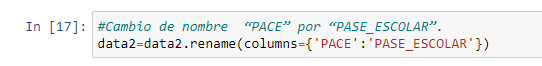 In [17]: #Cambio de nombre  “PACE” por “PASE_ESCOLAR”.
data2=data2.rename(columns={'PACE':'PASE_ESCOLAR'})